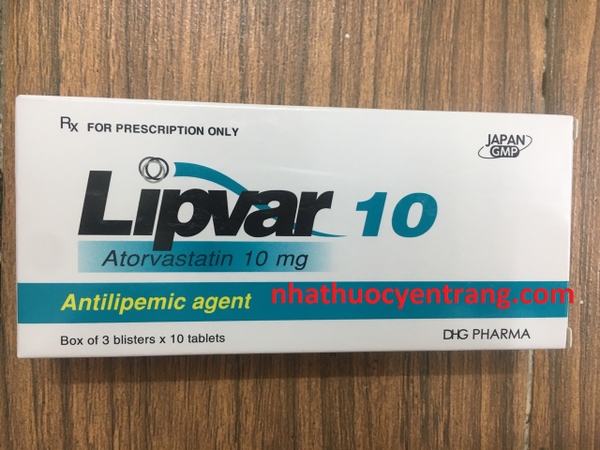 Rx FOR PRESCRIPTION ONLY
JAPAN
GMP
Lipvar 10
Atorvastatin 10 mg
Antilipemic agent
nhathuocyentrang.com
Box of 3 blisters x 10 tablets
DHG PHARMA